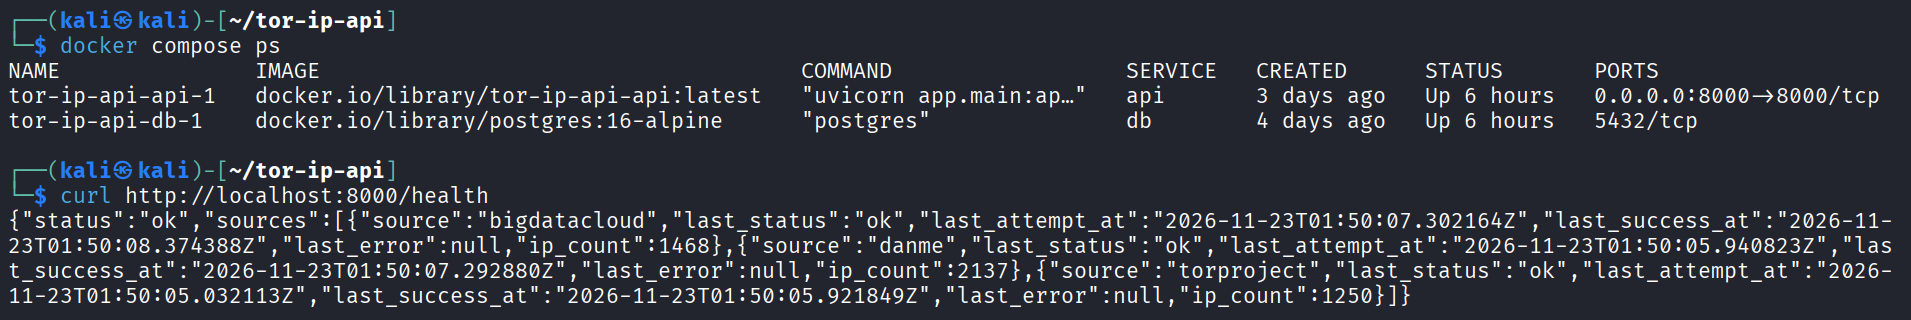 ┌──(kali㉿kali)-[~/tor-ip-api]
└─$ docker compose ps
NAME               IMAGE                                   COMMAND                SERVICE   CREATED      STATUS       PORTS
tor-ip-api-api-1   docker.io/library/tor-ip-api-api:latest   "uvicorn app.main:ap…"   api       3 days ago   Up 6 hours   0.0.0.0:8000->8000/tcp
tor-ip-api-db-1    docker.io/library/postgres:16-alpine      "postgres"               db        4 days ago   Up 6 hours   5432/tcp
┌──(kali㉿kali)-[~/tor-ip-api]
└─$ curl http://localhost:8000/health
{"status":"ok","sources":[{"source":"bigdatacloud","last_status":"ok","last_attempt_at":"2026-11-23T01:50:07.302164Z","last_success_at":"2026-11-
23T01:50:08.374388Z","last_error":null,"ip_count":1468},{"source":"danme","last_status":"ok","last_attempt_at":"2026-11-23T01:50:05.940823Z","las
t_success_at":"2026-11-23T01:50:07.292880Z","last_error":null,"ip_count":2137},{"source":"torproject","last_status":"ok","last_attempt_at":"2026-
11-23T01:50:05.032113Z","last_success_at":"2026-11-23T01:50:05.921849Z","last_error":null,"ip_count":1250}]}